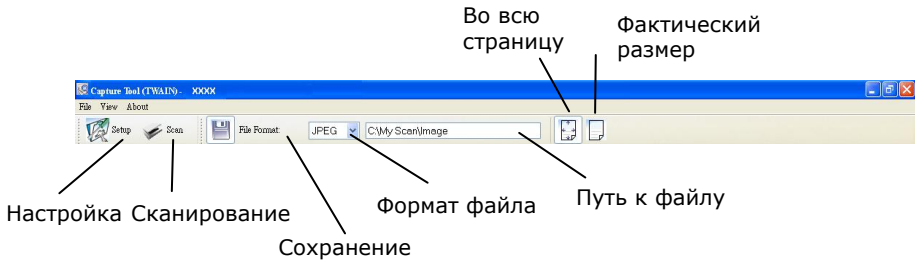 Во всю
страницу
Фактический
размер
Capture Tool (TWAIN) - XXXX
File View About
Setup Scan File Format: JPEG C:\My Scan\Image
Настройка Сканирование Формат файла Путь к файлу
Сохранение